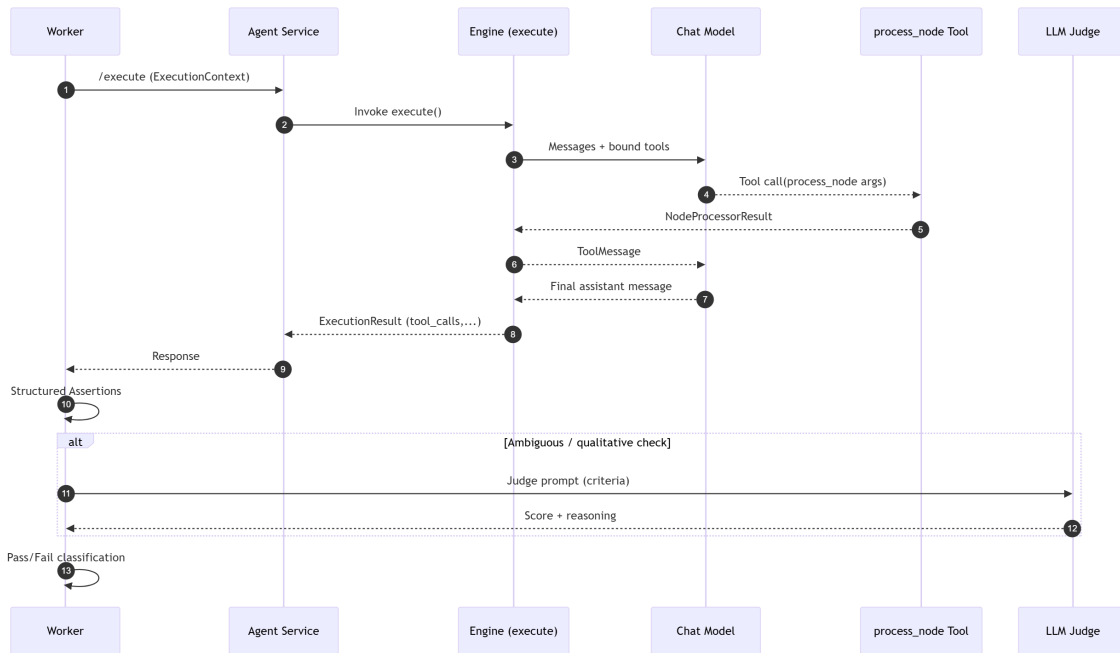 Worker
Agent Service
Engine (execute)
Chat Model
process_node Tool
LLM Judge
/execute (ExecutionContext)
1
Invoke execute()
2
Messages + bound tools
3
Tool call(process_node args)
4
NodeProcessorResult
5
ToolMessage
6
Final assistant message
7
ExecutionResult (tool_calls,...)
8
Response
9
Structured Assertions
10
alt
[Ambiguous / qualitative check]
Judge prompt (criteria)
11
Score + reasoning
12
Pass/Fail classification
13
Worker
Agent Service
Engine (execute)
Chat Model
process_node Tool
LLM Judge